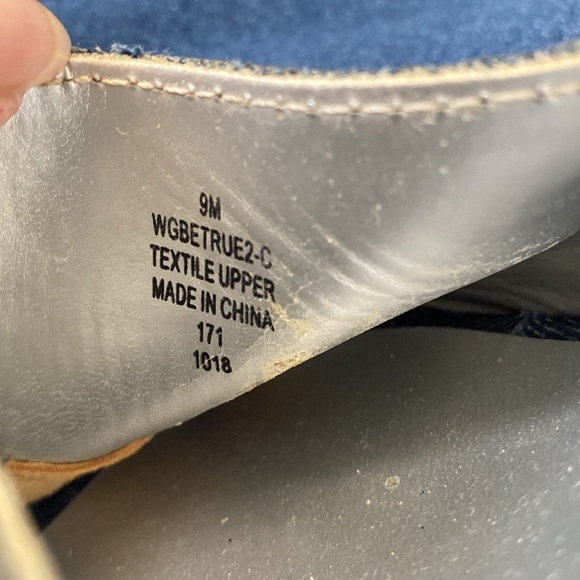 9M
WGBETRUE2-C
TEXTILE UPPER
MADE IN CHINA
171
1018